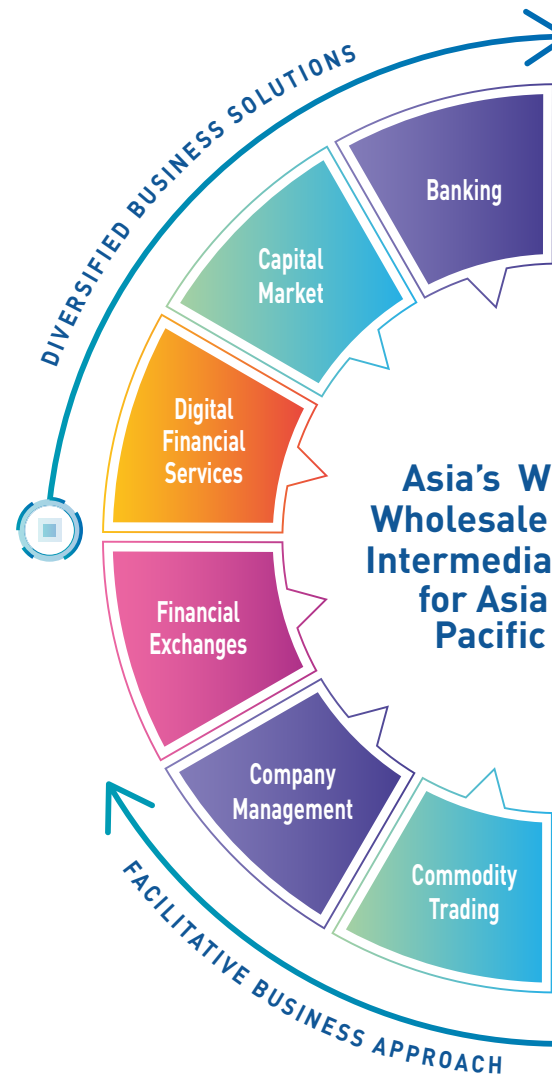 DIVERSIFIED BUSINESS SOLUTIONS
Banking
Capital
Market
Digital
Financial
Services
Financial
Exchanges
Company
Management
Commodity
Trading
Asia's W
Wholesale
Intermedia
for Asia
Pacific
FACILITATIVE BUSINESS APPROACH